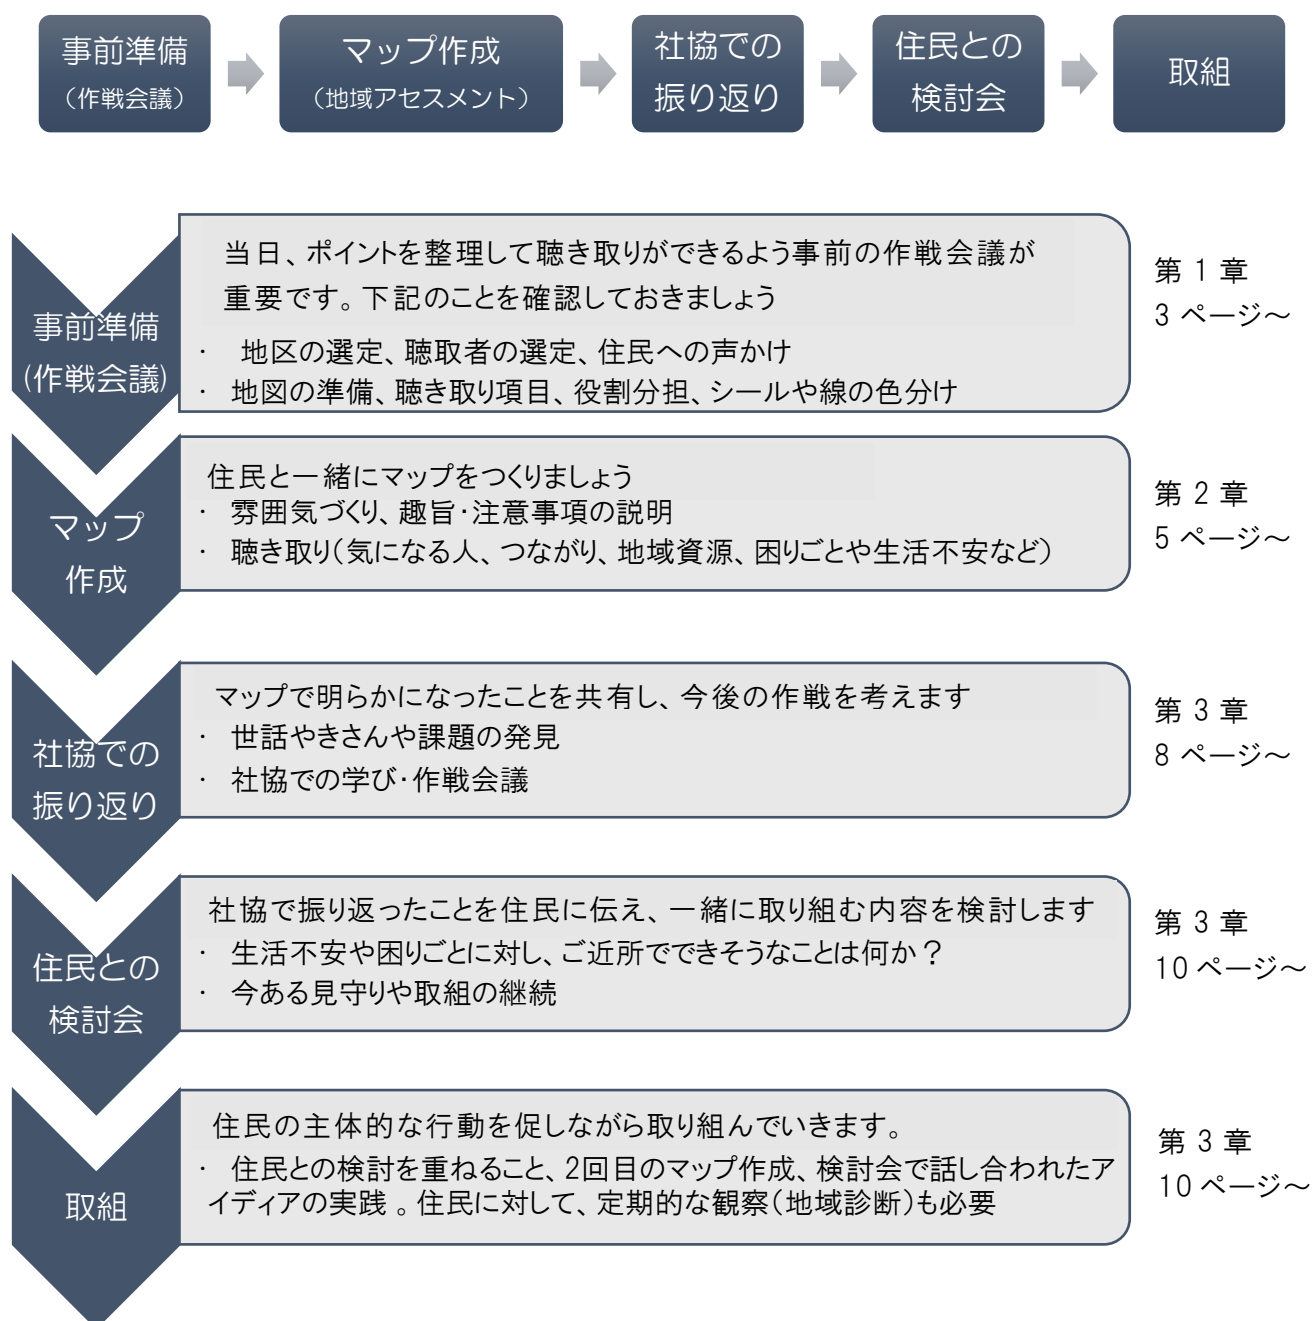 事前準備
（作戦会議）
マップ作成
（地域アセスメント）
社協での
振り返り
住民との
検討会
取組
事前準備
(作戦会議)
当日、ポイントを整理して聴き取りができるよう事前の作戦会議が
重要です。下記のことを確認しておきましょう
・ 地区の選定、聴取者の選定、住民への声かけ
・ 地図の準備、聴き取り項目、役割分担、シールや線の色分け
第 1 章
3 ページ～
マップ
作成
住民と一緒にマップをつくりましょう
・ 雰囲気づくり、趣旨・注意事項の説明
・ 聴き取り（気になる人、つながり、地域資源、困りごとや生活不安など）
第 2 章
5 ページ～
社協での
振り返り
マップで明らかになったことを共有し、今後の作戦を考えます
・ 世話やきさんや課題の発見
・ 社協での学び・作戦会議
第 3 章
8 ページ～
住民との
検討会
社協で振り返ったことを住民に伝え、一緒に取り組む内容を検討します
・ 生活不安や困りごとに対し、ご近所でできそうなことは何か？
・ 今ある見守りや取組の継続
第 3 章
10 ページ～
取組
住民の主体的な行動を促しながら取り組んでいきます。
・ 住民との検討を重ねること、2回目のマップ作成、検討会で話し合われたア
イディアの実践 。住民に対して、定期的な観察（地域診断）も必要
第 3 章
10 ページ～